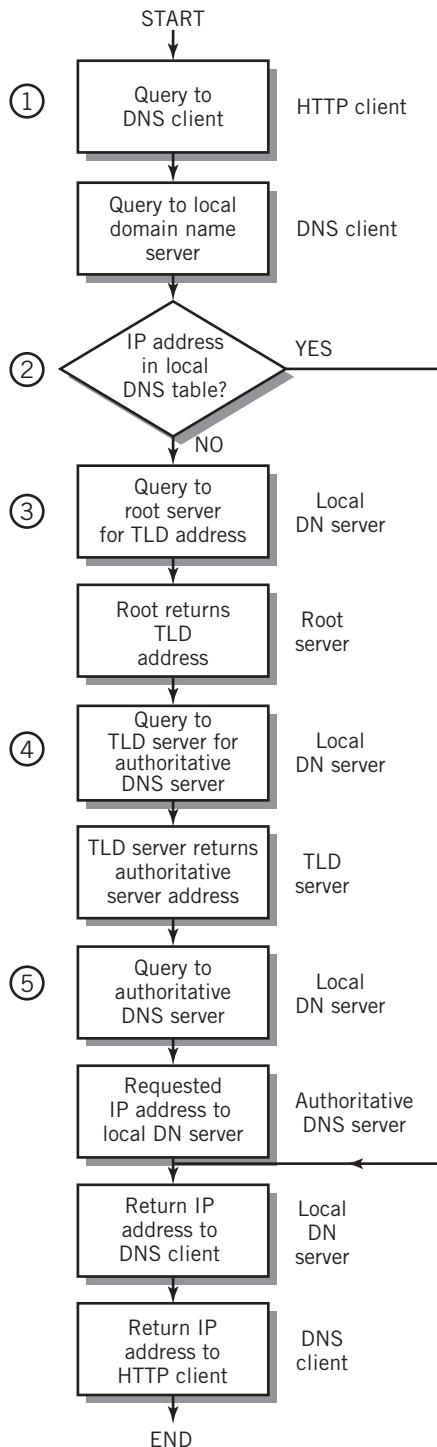 START
1
Query to
DNS client
HTTP client
Query to local
domain name
server
DNS client
2
IP address
in local
DNS table?
YES
NO
3
Query to
root server
for TLD address
Local
DN server
Root returns
TLD
address
Root
server
4
Query to
TLD server for
authoritative
DNS server
Local
DN server
TLD server returns
authoritative
server address
TLD
server
5
Query to
authoritative
DNS server
Local
DN server
Requested
IP address to
local DN server
Authoritative
DNS server
Return IP
address to
DNS client
Local
DN
server
Return IP
address to
HTTP client
DNS
client
END